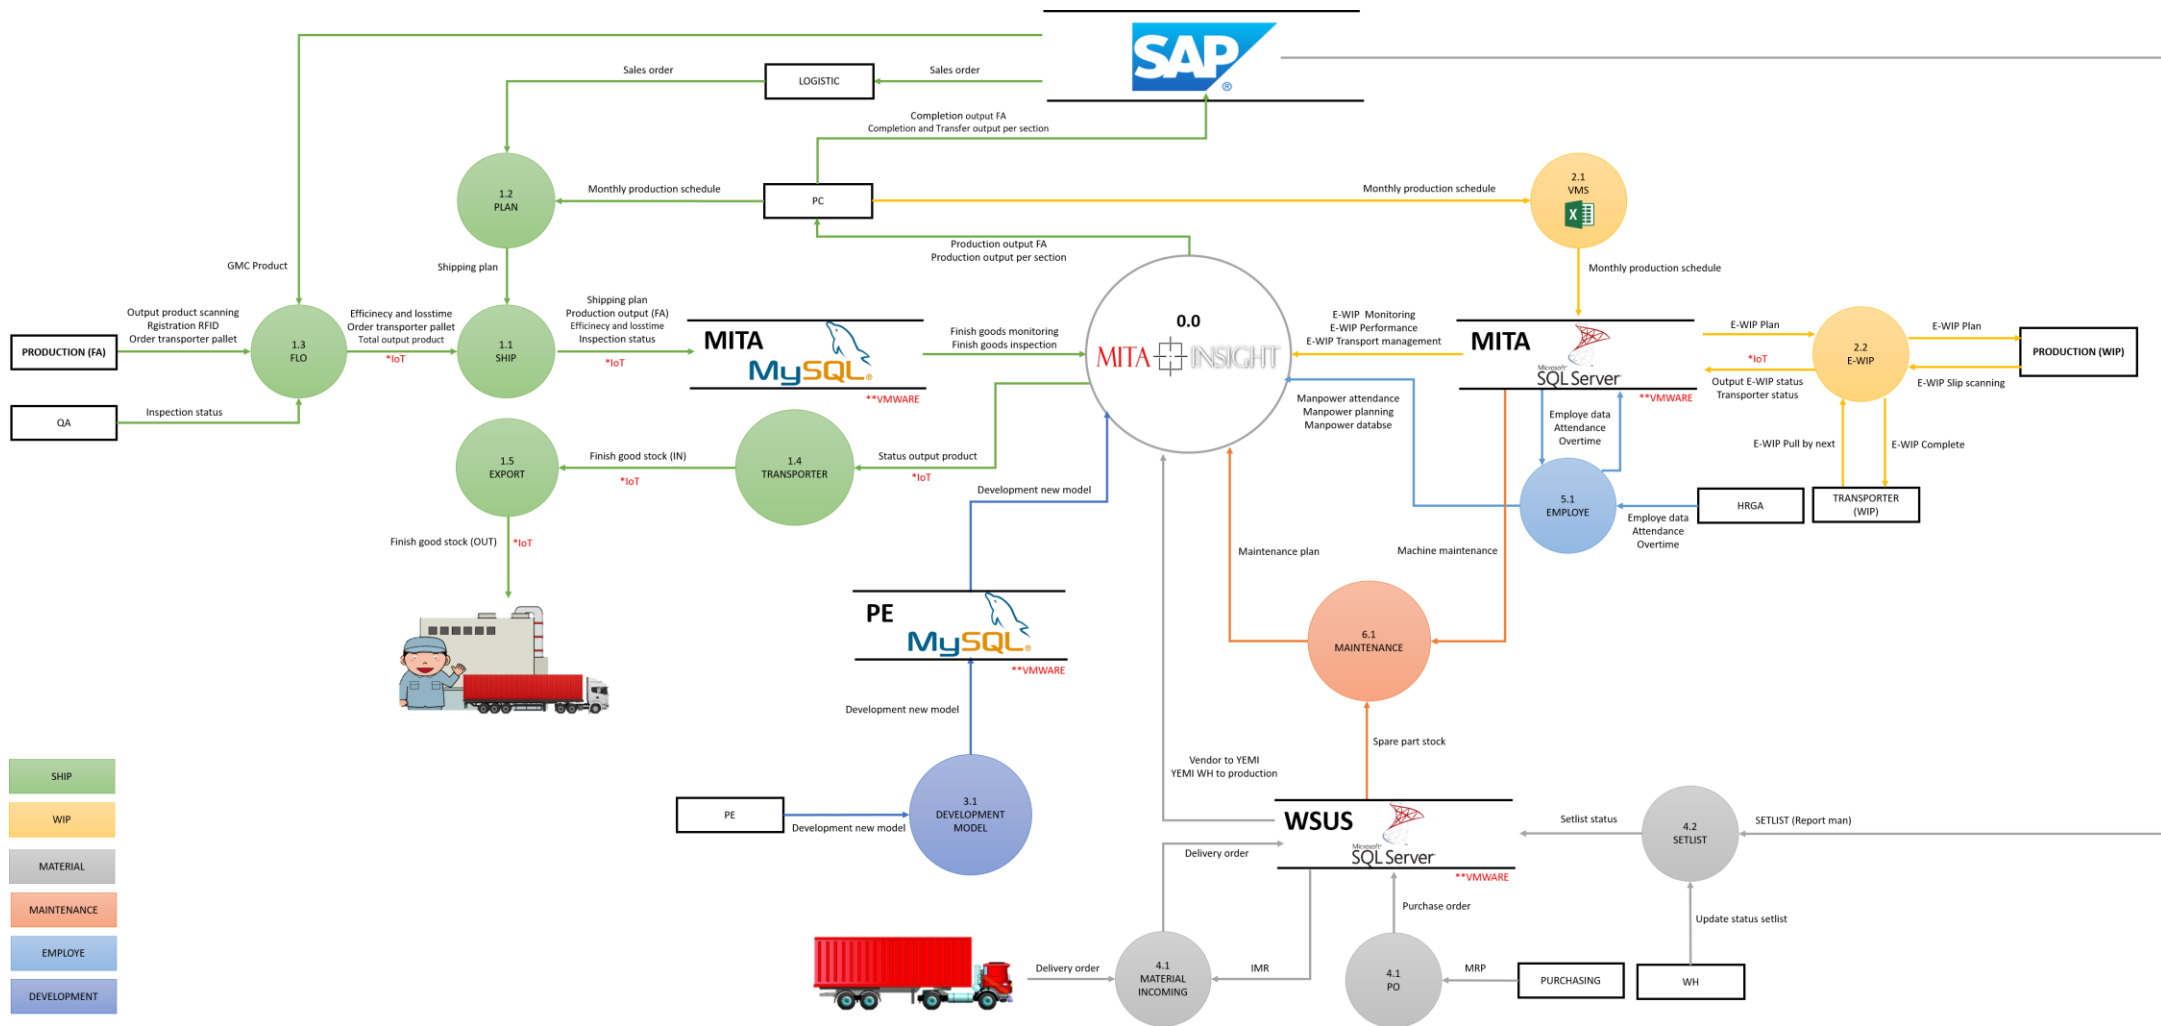 SAP
®
Sales order
LOGISTIC
Sales order
Completion output FA
Completion and Transfer output per section
1.2
PLAN
Monthly production schedule
PC
Monthly production schedule
2.1
VMS
X
Production output FA
Production output per section
GMC Product
Shipping plan
Monthly production schedule
Output product scanning
Rgistration RFID
Order transporter pallet
PRODUCTION (FA)
1.3
FLO
Efficinecy and losstime
Order transporter pallet
Total output product
*IoT
1.1
SHIP
Shipping plan
Production output (FA)
Efficinecy and losstime
Inspection status
*IoT
MITA
MySQL®
**VMWARE
Finish goods monitoring
Finish goods inspection
0.0
MITA INSIGHT
E-WIP Monitoring
E-WIP Performance
E-WIP Transport management
MITA
Microsoft®
SQL Server®
**VMWARE
E-WIP Plan
*IoT
Output E-WIP status
Transporter status
2.2
E-WIP
E-WIP Plan
PRODUCTION (WIP)
E-WIP Slip scanning
QA
Inspection status
Manpower attendance
Manpower planning
Manpower databse
Employe data
Attendance
Overtime
E-WIP Pull by next
E-WIP Complete
1.5
EXPORT
Finish good stock (IN)
*IoT
1.4
TRANSPORTER
Status output product
*IoT
Development new model
5.1
EMPLOYE
HRGA
Employe data
Attendance
Overtime
TRANSPORTER
(WIP)
Finish good stock (OUT)
*IoT
Maintenance plan
Machine maintenance
PE
MySQL®
**VMWARE
6.1
MAINTENANCE
Development new model
Spare part stock
Vendor to YEMI
YEMI WH to production
SHIP
WIP
MATERIAL
MAINTENANCE
EMPLOYE
DEVELOPMENT
PE
Development new model
3.1
DEVELOPMENT
MODEL
WSUS
Microsoft®
SQL Server®
**VMWARE
Setlist status
4.2
SETLIST
SETLIST (Report man)
Delivery order
Purchase order
Update status setlist
Delivery order
4.1
MATERIAL
INCOMING
IMR
4.1
PO
MRP
PURCHASING
WH